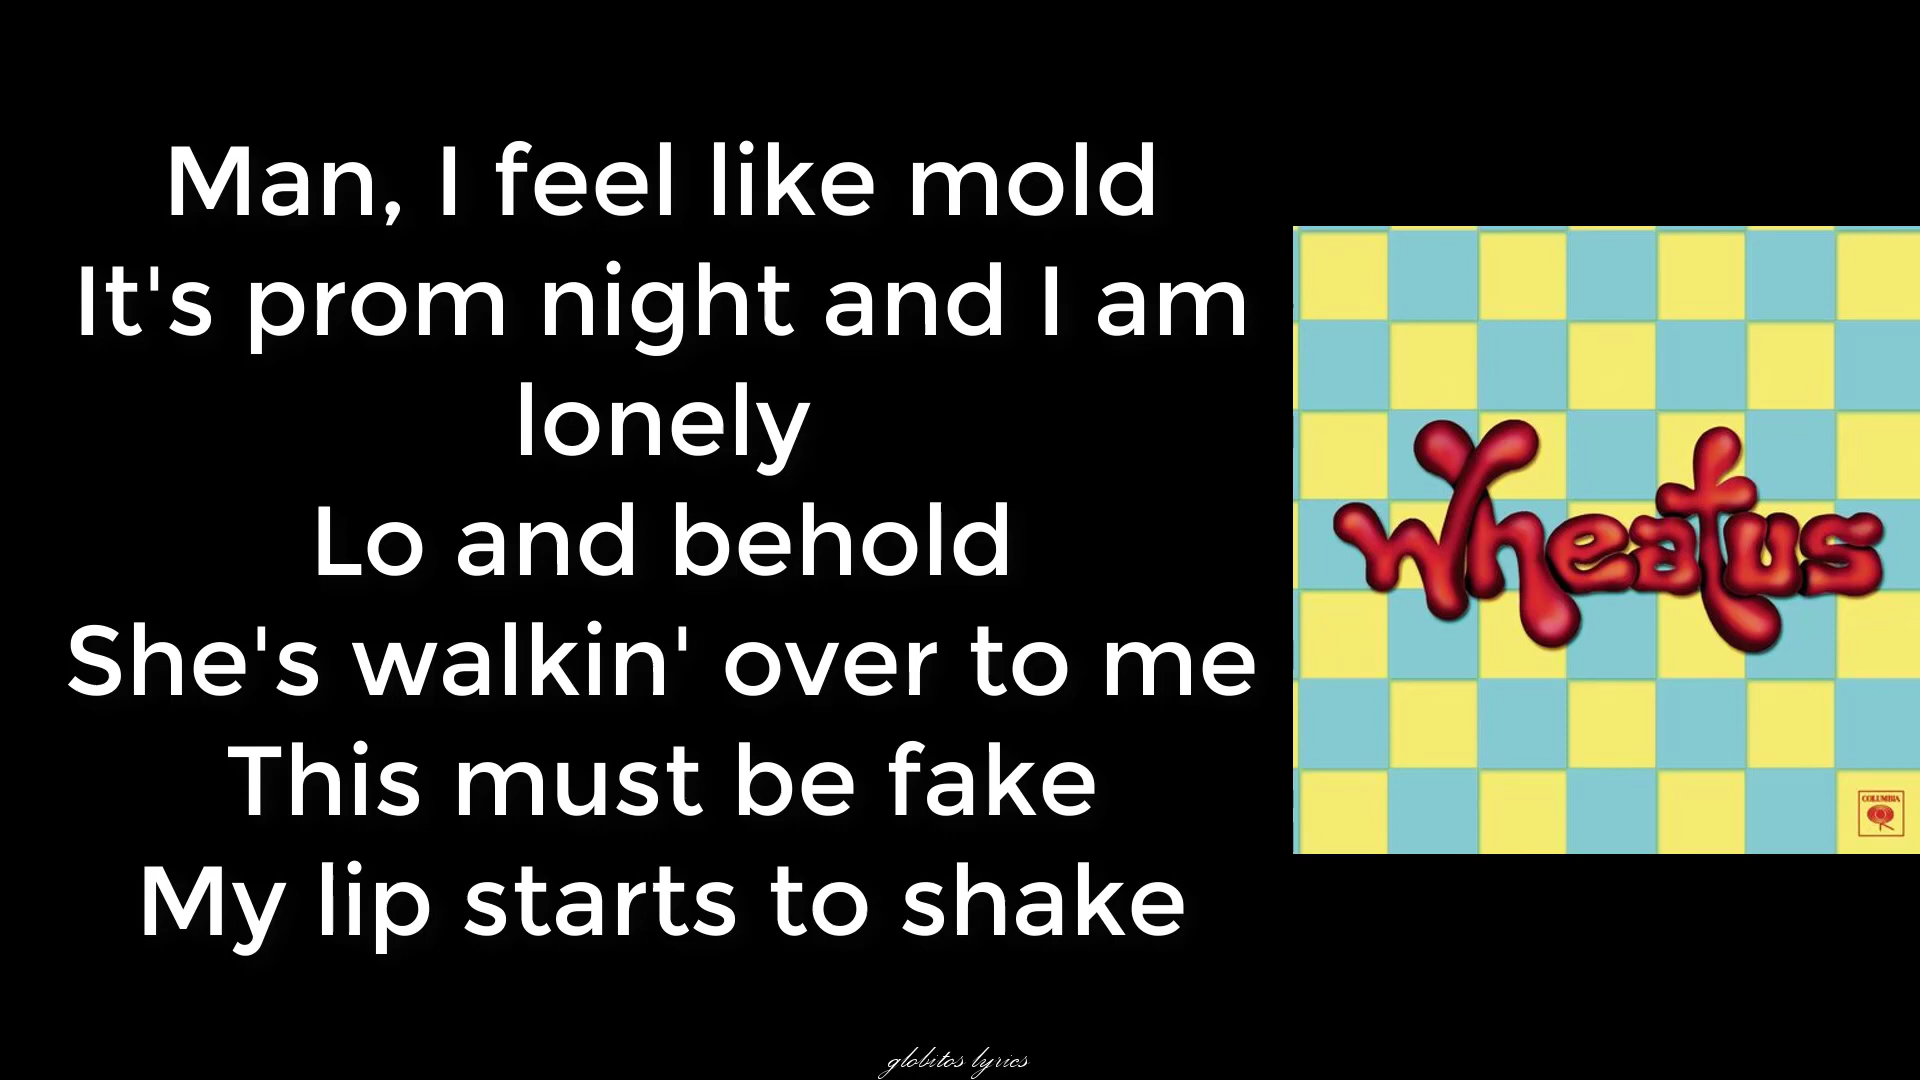 Man, I feel like mold
It's prom night and I am
lonely
Lo and behold
She's walkin' over to me
This must be fake
My lip starts to shake
wheatus
COLUMBIA
globitos lyrics